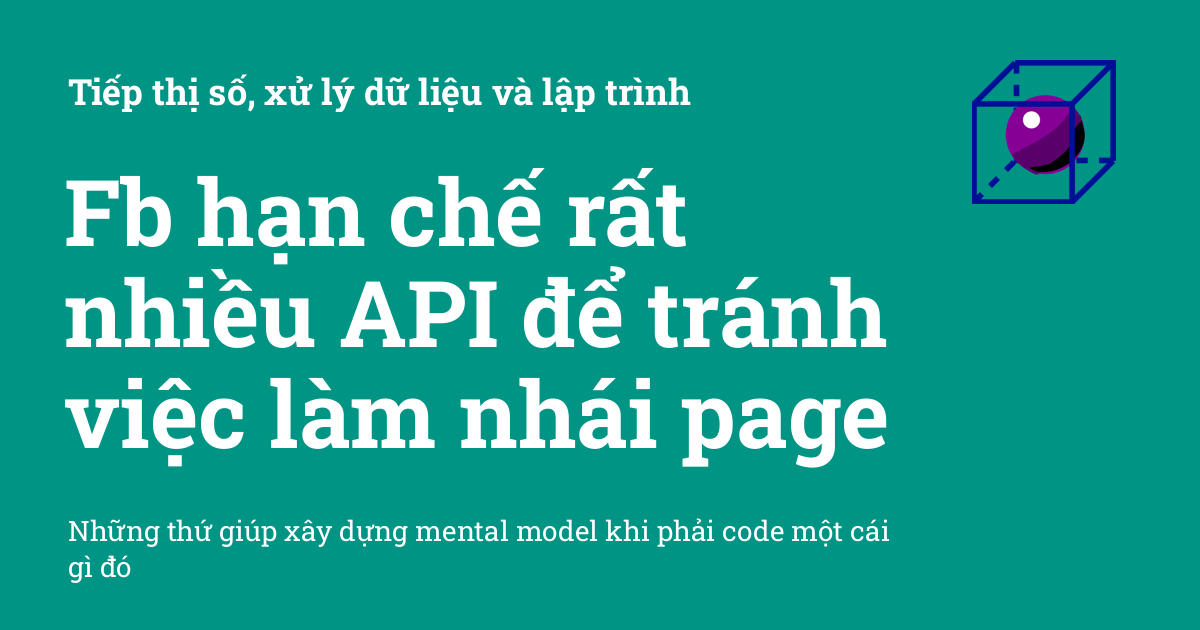 Tiếp thị số, xử lý dữ liệu và lập trình
Fb hạn chế rất
nhiều API để tránh
việc làm nhái page
Những thứ giúp xây dựng mental model khi phải code một cái
gì đó